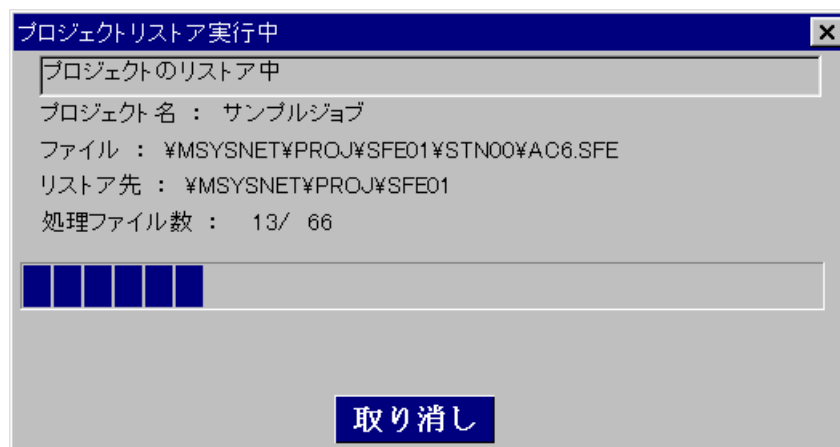 プロジェクトリストア実行中
プロジェクトのリストア中
プロジェクト名 : サンプルジョブ
ファイル : ¥MSYSNET¥PROJ¥SFE01¥STN00¥AC6.SFE
リストア先 : ¥MSYSNET¥PROJ¥SFE01
処理ファイル数 : 13/ 66
取り消し